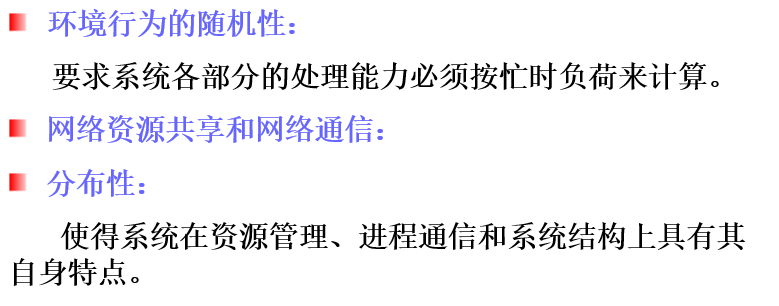 环境行为的随机性：
要求系统各部分的处理能力必须按忙时负荷来计算。
网络资源共享和网络通信：
分布性：
使得系统在资源管理、进程通信和系统结构上具有其
自身特点。